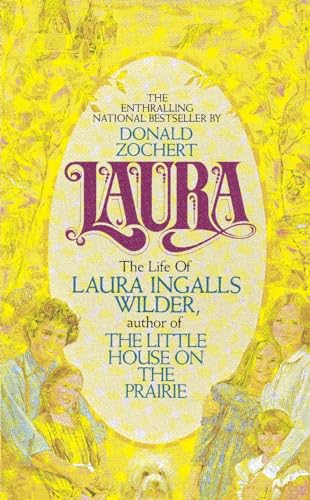 THE
ENTHRALLING
NATIONAL BESTSELLER BY
DONALD
ZOCHERT
LAURA
The Life Of
LAURA INGALLS
WILDER,
author of
THE LITTLE
HOUSE ON
THE
PRAIRIE